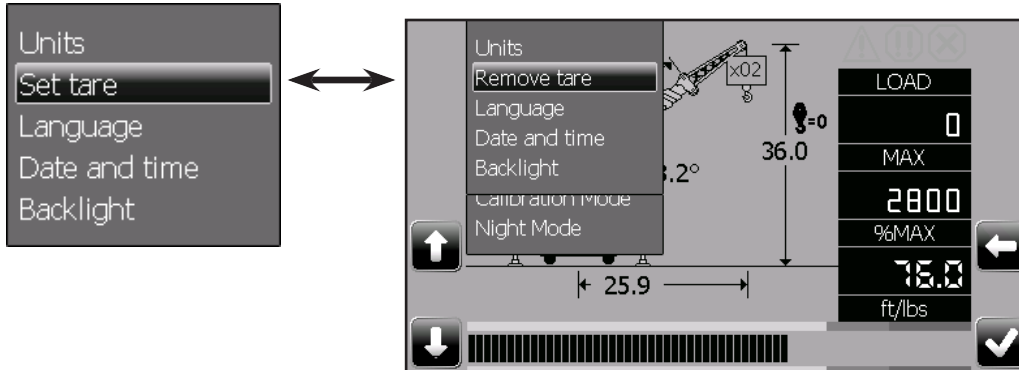 Units
Set tare
Language
Date and time
Backlight
Units
Remove tare
Language
Date and time
Backlight
Calibration Mode
Night Mode
x02
=0
36.0
.2°
25.9
LOAD
0
MAX
2800
%MAX
76.0
ft/lbs